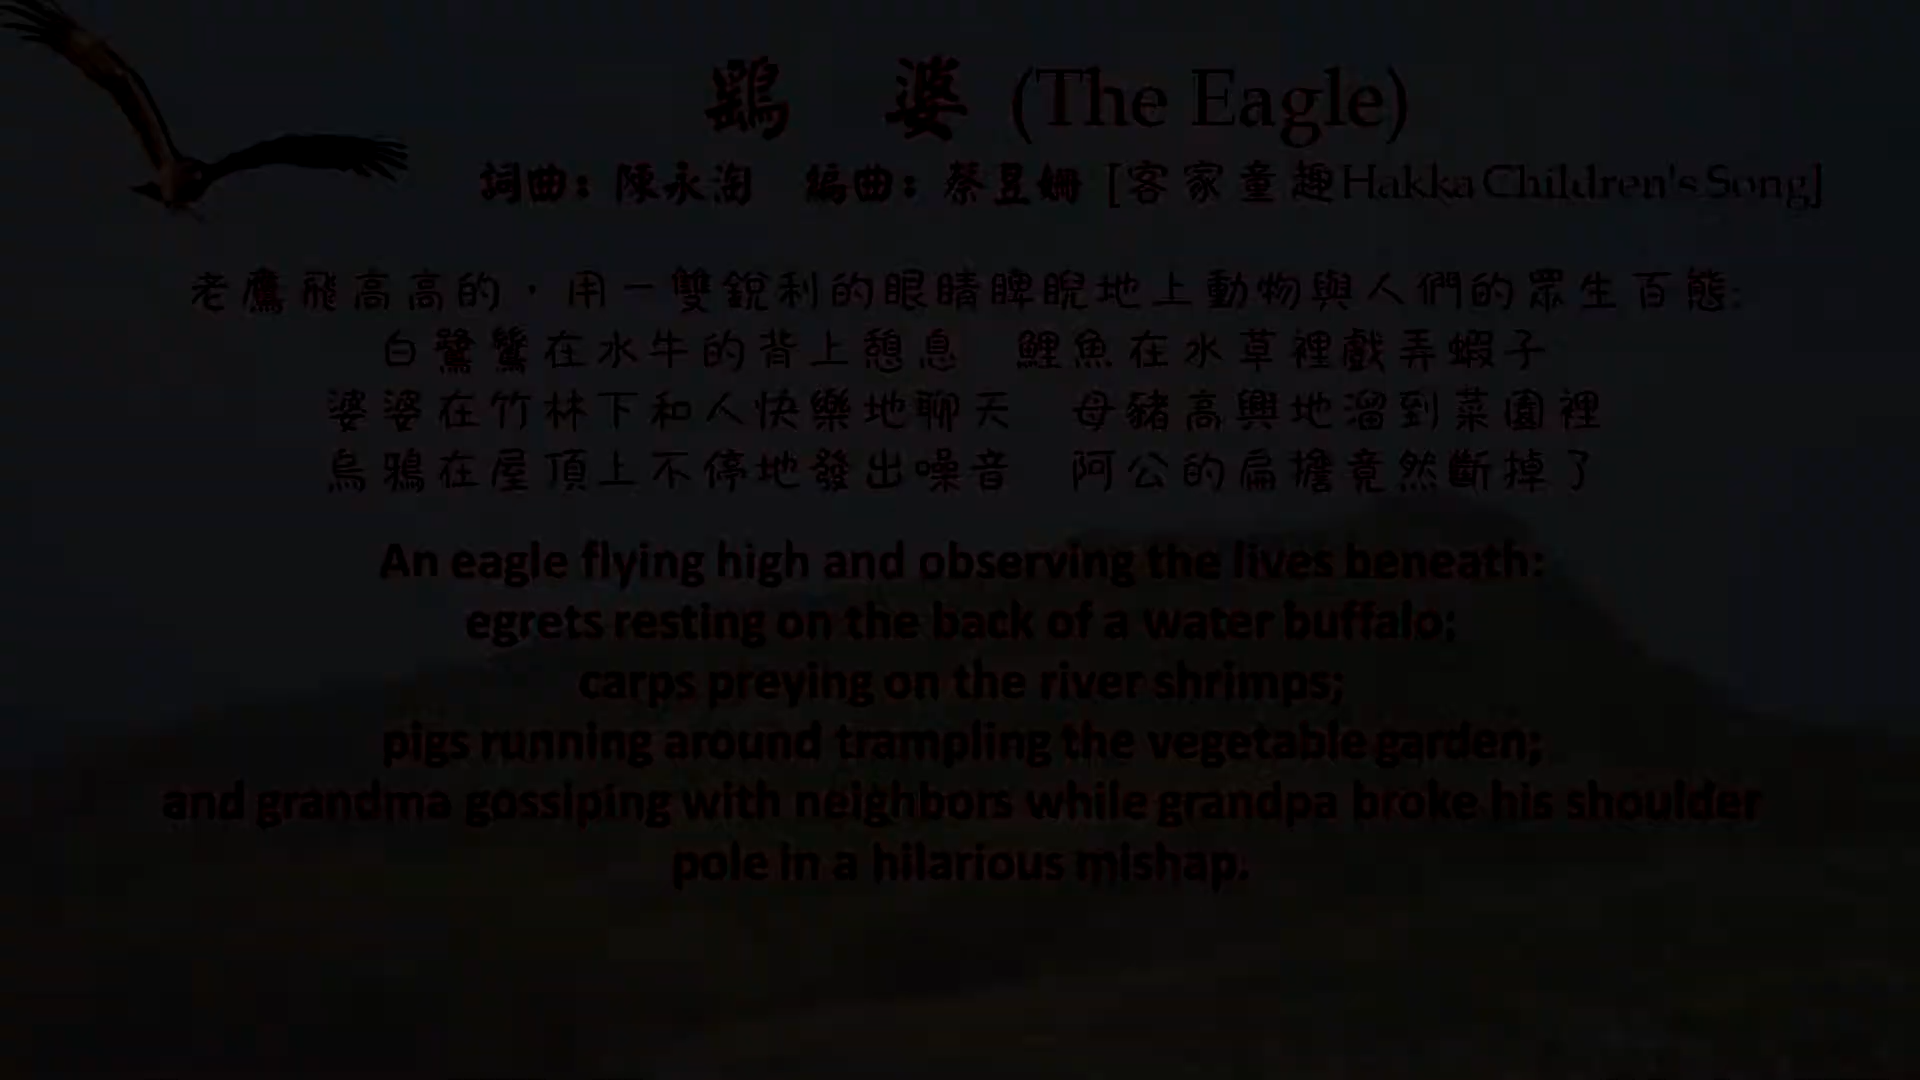 鷂 婆 (The Eagle)
詞曲: 陳永淘 編曲: 蔡昱姍 [客家童趣Hakka Children's Song]
老鷹飛高高的，用一雙銳利的眼睛睥睨地上動物與人們的眾生百態:
白鷺鷥在水牛的背上憩息 鯉魚在水草裡戲弄蝦子
婆婆在竹林下和人快樂地聊天 母豬高興地溜到菜園裡
烏鴉在屋頂上不停地發出噪音 阿公的扁擔竟然斷掉了
An eagle flying high and observing the lives beneath:
egrets resting on the back of a water buffalo;
carps preying on the river shrimps;
pigs running around trampling the vegetable garden;
and grandma gossiping with neighbors while grandpa broke his shoulder
pole in a hilarious mishap.